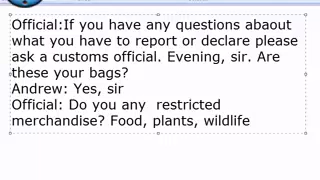 Official:If you have any questions abaout
what you have to report or declare please
ask a customs official. Evening, sir. Are
these your bags?
Andrew: Yes, sir
Official: Do you any  restricted
merchandise? Food, plants, wildlife